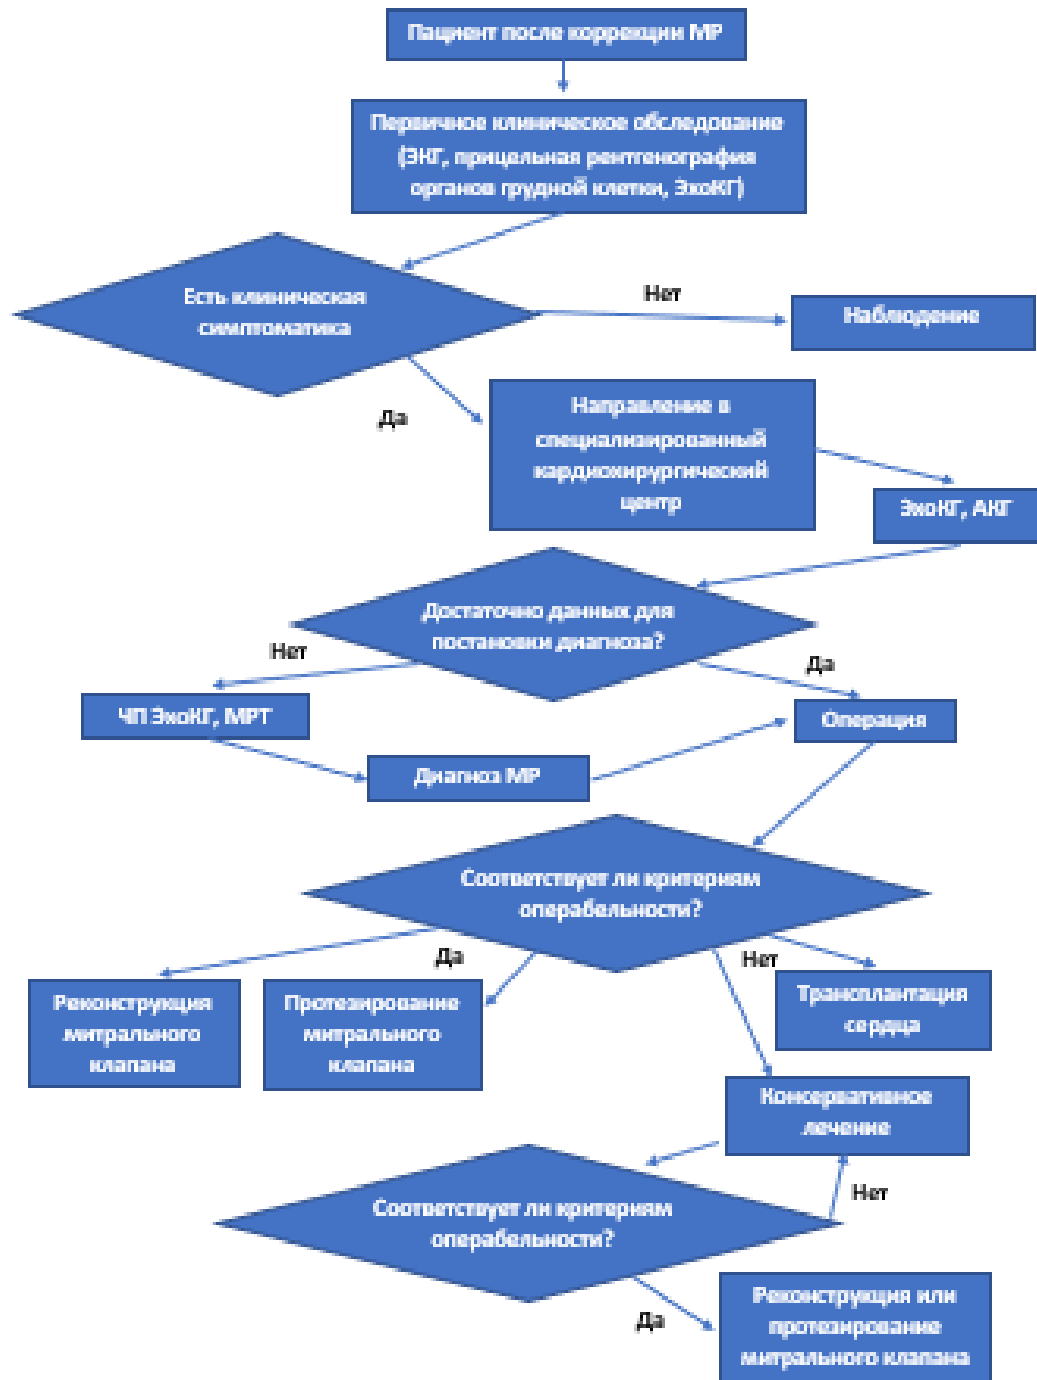 Пациент после коррекции МР
Первичное клиническое обследование
(ЭКГ, прицельная рентгенография
органов грудной клетки, ЭхоКГ)
Есть клиническая
симптоматика
Нет
Наблюдение
Да
Направление в
специализированный
кардиохирургический
центр
ЭхоКГ, АКГ
Достаточно данных для
постановки диагноза?
Нет
Да
ЧП ЭхоКГ, МРТ
Операция
Диагноз МР
Соответствует ли критериям
операбельности?
Да
Нет
Реконструкция
митрального
клапана
Протезирование
митрального
клапана
Трансплантация
сердца
Консервативное
лечение
Нет
Соответствует ли критериям
операбельности?
Да
Реконструкция или
протезирование
митрального клапана